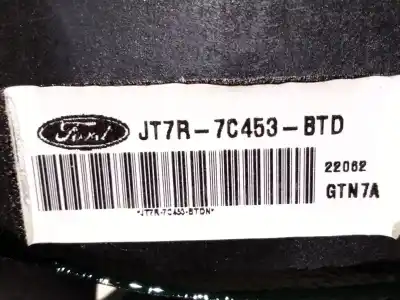 Ford
JT7R-7C453-BTD
22062
GTN7A
*JT7R-7C453-BTDN*